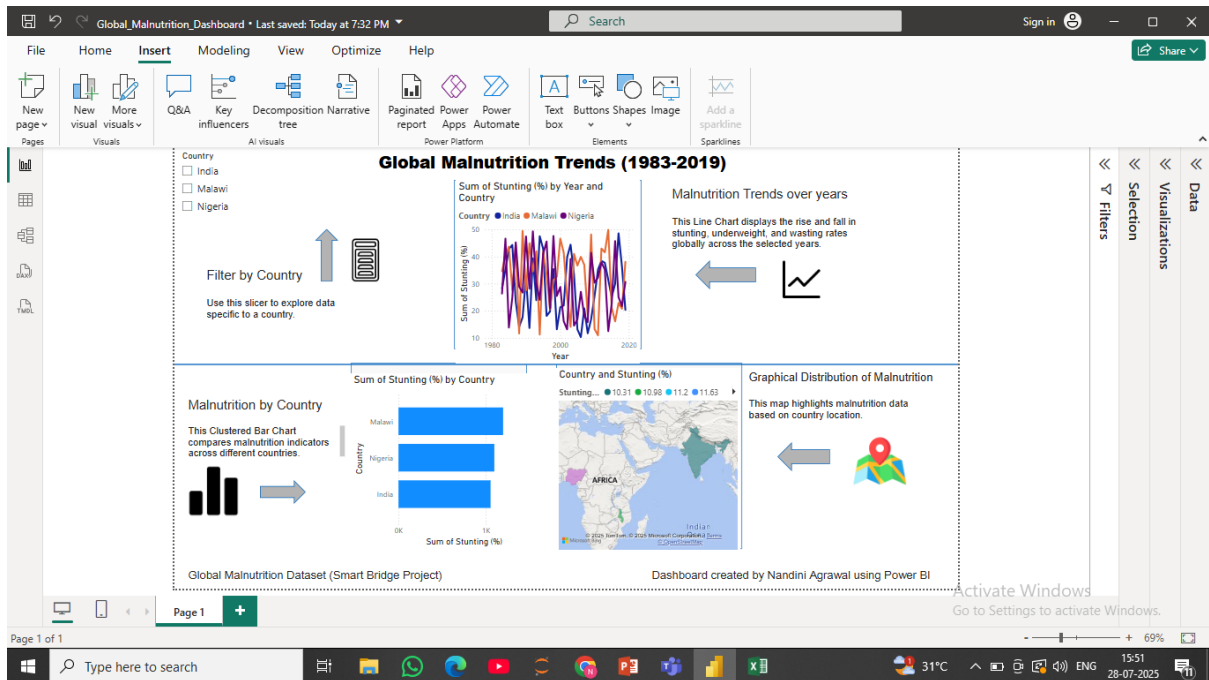 Global_Malnutrition_Dashboard • Last saved: Today at 7:32 PM
Search
Sign in
File Home Insert Modeling View Optimize Help
Share
New page
New visual
More visuals
Q&A
Key influencers
Decomposition tree
Narrative
Paginated report
Power Apps
Power Automate
Text box
Buttons
Shapes
Image
Add a sparkline
Pages
Visuals
AI visuals
Power Platform
Elements
Sparklines
Country
India
Malawi
Nigeria
Global Malnutrition Trends (1983-2019)
Filter by Country
Use this slicer to explore data
specific to a country.
Sum of Stunting (%) by Year and
Country
Country India Malawi Nigeria
Sum of Stunting (%)
50
40
30
20
10
1980 2000 2020
Year
Malnutrition Trends over years
This Line Chart displays the rise and fall in
stunting, underweight, and wasting rates
globally across the selected years.
Malnutrition by Country
This Clustered Bar Chart
compares malnutrition indicators
across different countries.
Sum of Stunting (%) by Country
Country
Malawi
Nigeria
India
0K 1K
Sum of Stunting (%)
Country and Stunting (%)
Stunting... 10.31 10.98 11.2 11.63
AFRICA
Indian
© 2025 TomTom, © 2025 Microsoft Corporation, Terms
© OpenStreetMap
Microsoft Bing
Graphical Distribution of Malnutrition
This map highlights malnutrition data
based on country location.
Global Malnutrition Dataset (Smart Bridge Project)
Dashboard created by Nandini Agrawal using Power BI
Filters
Selection
Visualizations
Data
DAX
TMDL
Activate Windows
Go to Settings to activate Windows.
Page 1
Page 1 of 1
- + 69%
Type here to search
31°C
ENG
15:51
28-07-2025